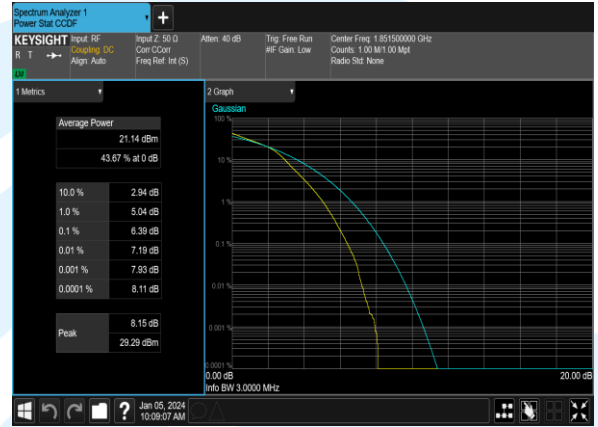 Spectrum Analyzer 1
Power Stat CCDF
KEYSIGHT
R T
LW
Input: RF
Coupling: DC
Align: Auto
Input Z: 50 Ω
Corr CCorr
Freq Ref: Int (S)
Atten: 40 dB
Trig: Free Run
#IF Gain: Low
Center Freq: 1.851500000 GHz
Counts: 1.00 M/1.00 Mpt
Radio Std: None
1 Metrics
Average Power
21.14 dBm
43.67 % at 0 dB
10.0 % 2.94 dB
1.0 % 5.04 dB
0.1 % 6.39 dB
0.01 % 7.19 dB
0.001 % 7.93 dB
0.0001 % 8.11 dB
Peak
8.15 dB
29.29 dBm
2 Graph
Gaussian
100 %
10 %
1 %
0.1 %
0.01 %
0.001 %
0.0001 %
0.00 dB 20.00 dB
Info BW 3.0000 MHz
Jan 05, 2024
10:09:07 AM